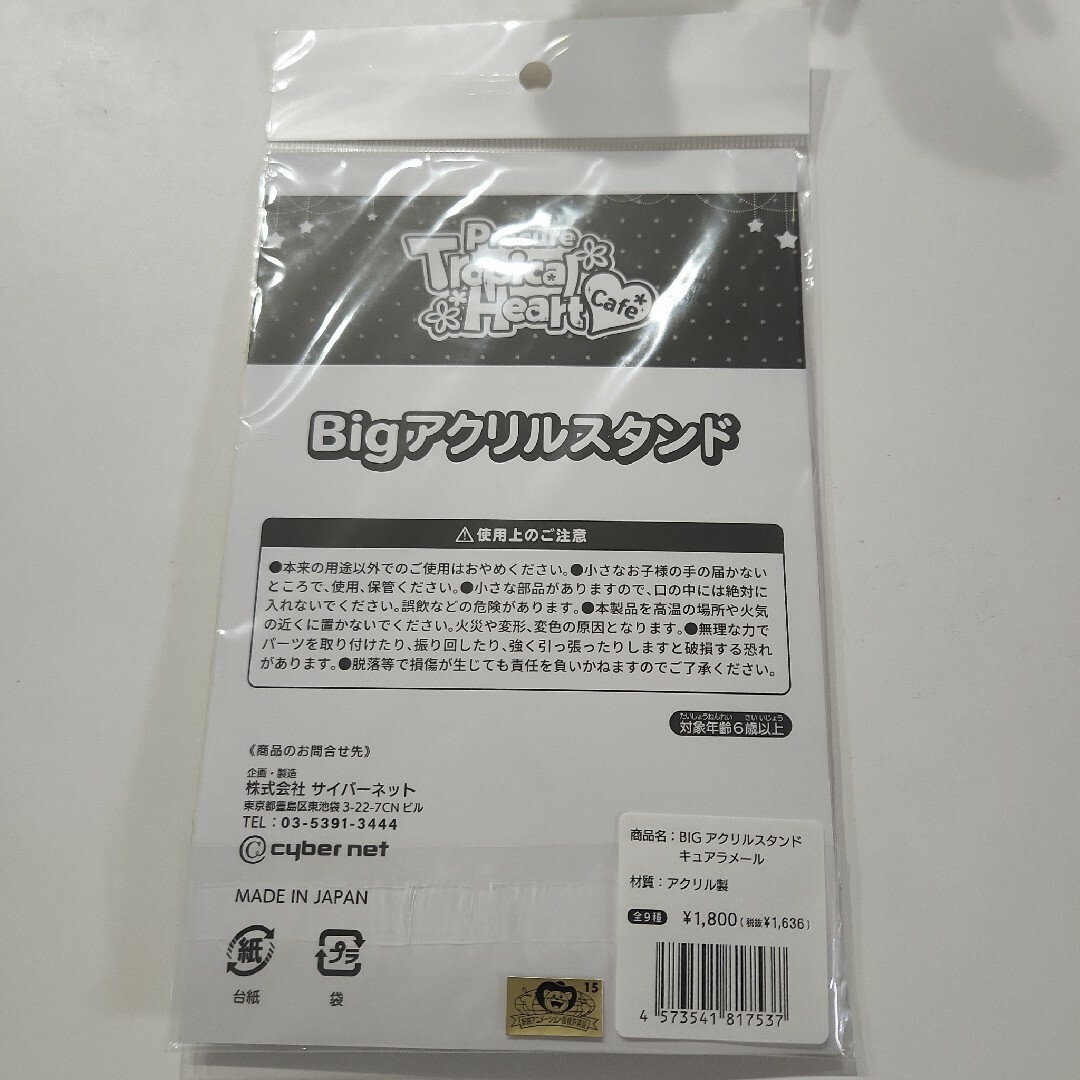 Precure
Tropical
Heart
Cafe
Bigアクリルスタンド
⚠使用上のご注意
●本来の用途以外でのご使用はおやめください。●小さなお子様の手の届かない
ところで、使用、保管ください。●小さな部品がありますので、口の中には絶対に
入れないでください。誤飲などの危険があります。●本製品を高温の場所や火気
の近くに置かないでください。火災や変形、変色の原因となります。●無理な力で
パーツを取り付けたり、振り回したり、強く引っ張ったりしますと破損する恐れ
があります。●脱落等で損傷が生じても責任を負いかねますのでご了承ください。
たいしょうねんれい さいいじょう
対象年齢6歳以上
《商品のお問合せ先》
企画・製造
株式会社 サイバーネット
東京都豊島区東池袋3-22-7CNビル
TEL：03-5391-3444
Ⓒcyber net
MADE IN JAPAN
紙
プラ
台紙
袋
商品名：BIG アクリルスタンド
キュアラメール
材質：アクリル製
全9種 ¥1,800(税抜¥1,636)
4 573541 817537
15